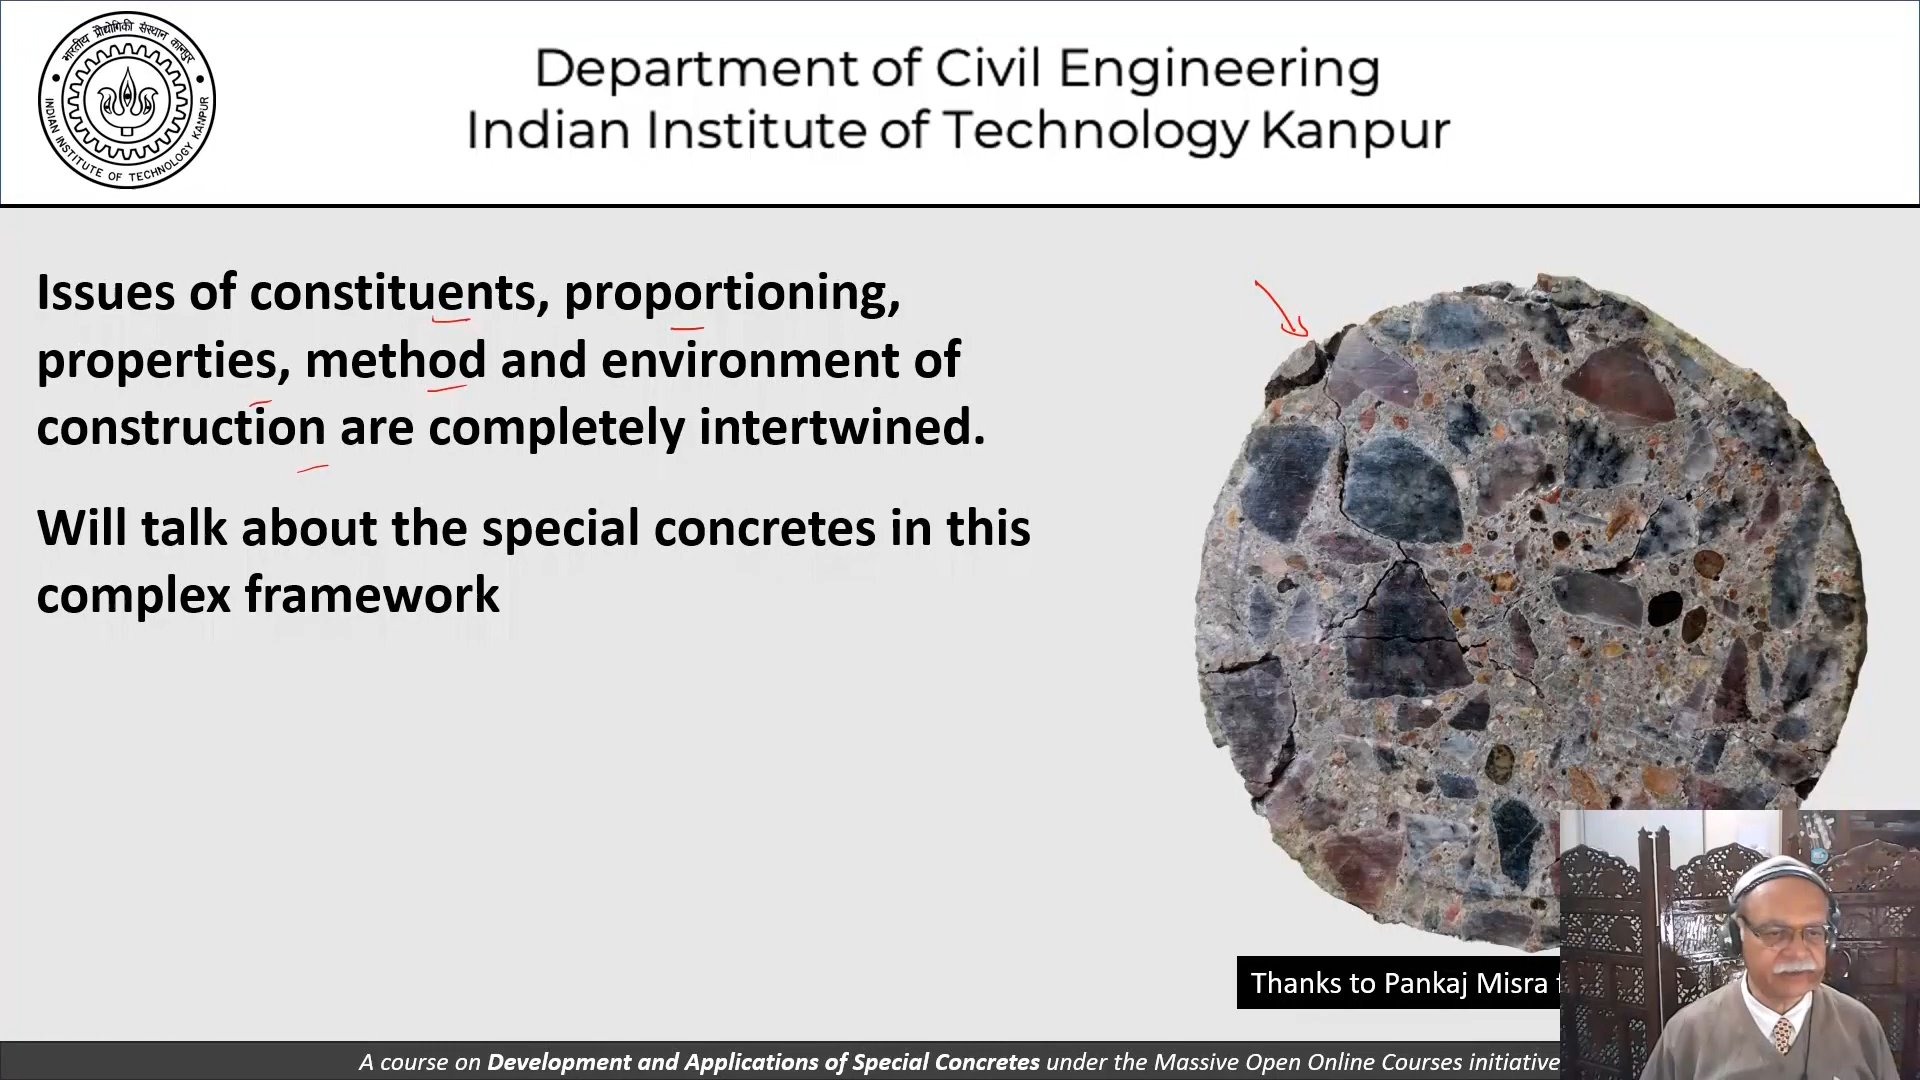 भारतीय प्रौद्योगिकी संस्थान कानपुर
INDIAN INSTITUTE OF TECHNOLOGY KANPUR
Department of Civil Engineering
Indian Institute of Technology Kanpur
Issues of constituents, proportioning,
properties, method and environment of
construction are completely intertwined.
Will talk about the special concretes in this
complex framework
Thanks to Pankaj Misra
A course on Development and Applications of Special Concretes under the Massive Open Online Courses initiative